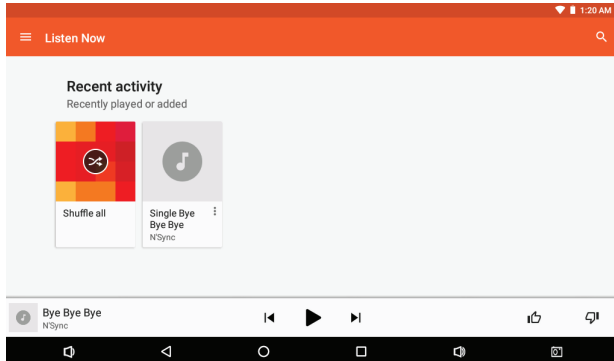 1:20 AM
Listen Now
Recent activity
Recently played or added
Shuffle all
Single Bye
Bye Bye
N'Sync
Bye Bye Bye
N'Sync